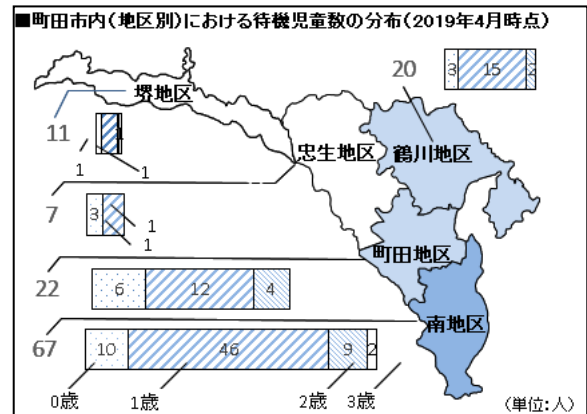 ■町田市内(地区別)における待機児童数の分布(2019年4月時点)
20
3 15 2
堺地区
11
1
1
忠生地区
鶴川地区
7
3
1
1
町田地区
22
6 12 4
南地区
67
10 46 9 2
0歳 1歳 2歳 3歳
(単位:人)